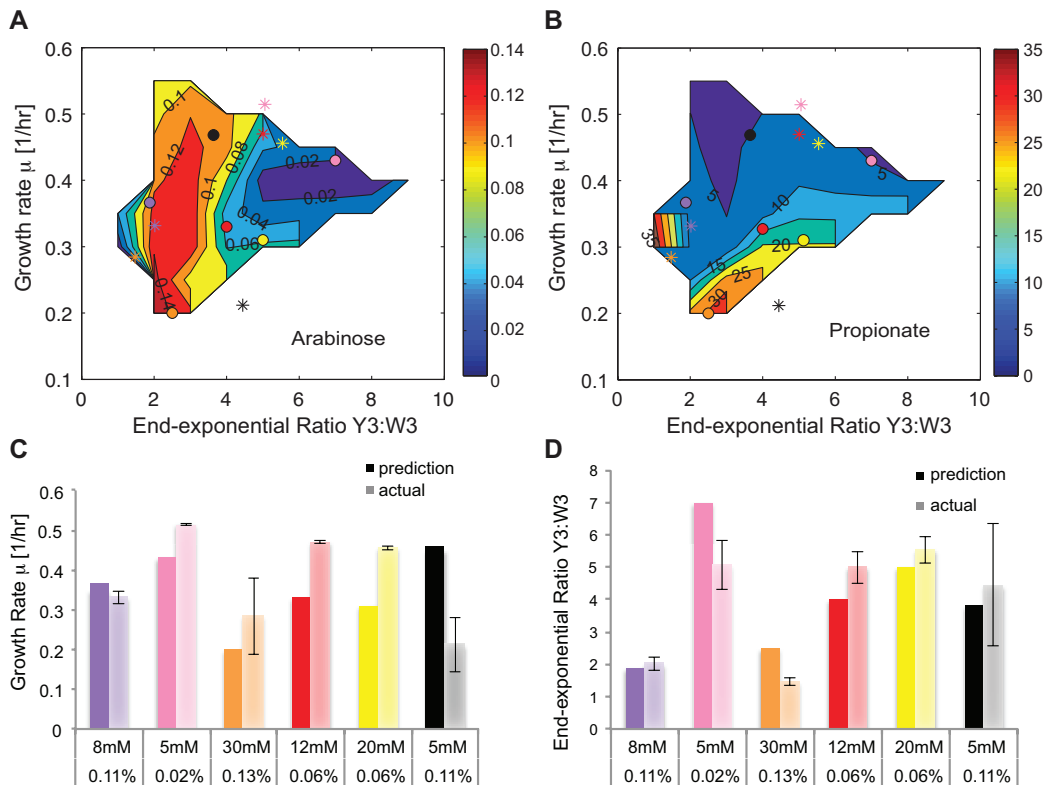 A
B
0.6
0.5
0.4
0.3
0.2
0.1
Growth rate μ [1/hr]
0 2 4 6 8 10
End-exponential Ratio Y3:W3
0.1
0.12
0.1
0.08
0.02
0.02
0.04
0.06
0.14
Arabinose
0.14
0.12
0.1
0.08
0.06
0.04
0.02
0
0.6
0.5
0.4
0.3
0.2
0.1
Growth rate μ [1/hr]
0 2 4 6 8 10
End-exponential Ratio Y3:W3
5
5
10
15
20
25
30
Propionate
35
30
25
20
15
10
5
0
C
prediction
actual
0.6
0.5
0.4
0.3
0.2
0.1
0
Growth Rate μ [1/hr]
8mM 5mM 30mM 12mM 20mM 5mM
0.11% 0.02% 0.13% 0.06% 0.06% 0.11%
D
prediction
actual
8
7
6
5
4
3
2
1
0
End-exponential Ratio Y3:W3
8mM 5mM 30mM 12mM 20mM 5mM
0.11% 0.02% 0.13% 0.06% 0.06% 0.11%